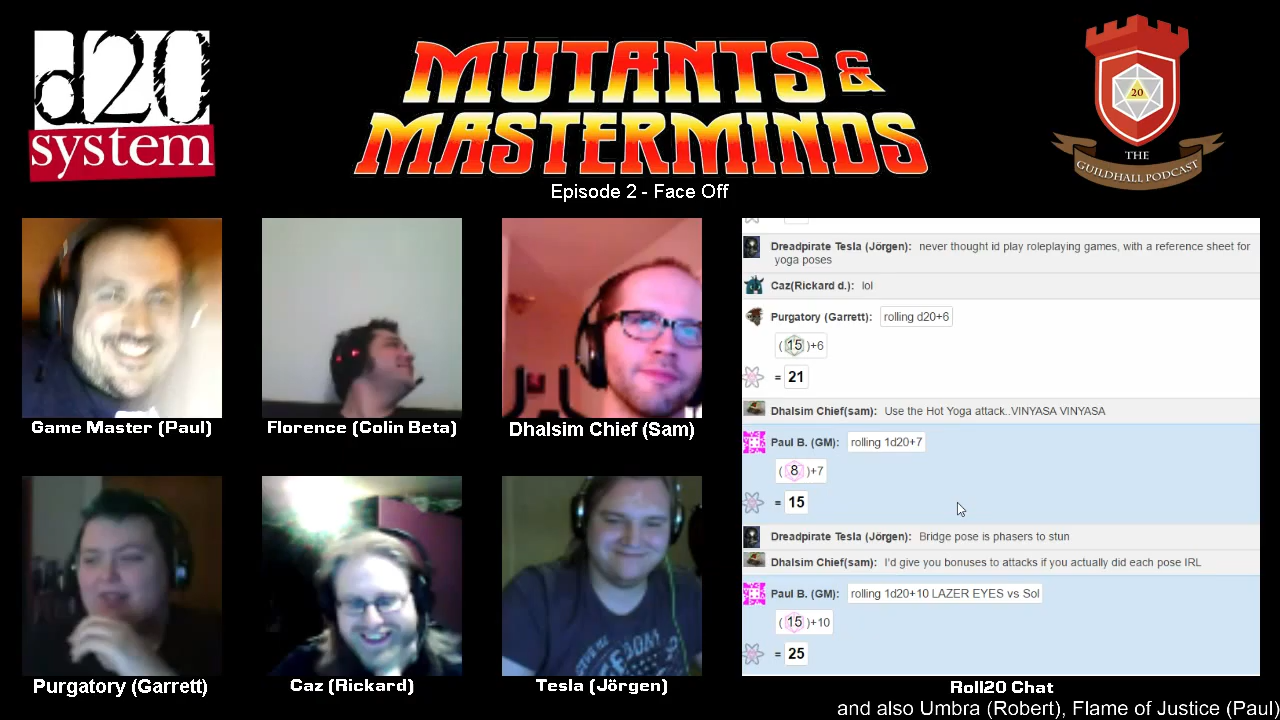 d20
system
MUTANTS &
MASTERMINDS
Episode 2 - Face Off
20
THE
GUILDHALL PODCAST
Game Master (Paul)
Florence (Colin Beta)
Dhalsim Chief (Sam)
Purgatory (Garrett)
Caz (Rickard)
Tesla (Jörgen)
Dreadpirate Tesla (Jörgen): never thought id play roleplaying games, with a reference sheet for
yoga poses
Caz(Rickard d.): lol
Purgatory (Garrett): rolling d20+6
(15)+6
= 21
Dhalsim Chief(sam): Use the Hot Yoga attack..VINYASA VINYASA
Paul B. (GM): rolling 1d20+7
(8)+7
= 15
Dreadpirate Tesla (Jörgen): Bridge pose is phasers to stun
Dhalsim Chief(sam): I'd give you bonuses to attacks if you actually did each pose IRL
Paul B. (GM): rolling 1d20+10 LAZER EYES vs Sol
(15)+10
= 25
Roll20 Chat
and also Umbra (Robert), Flame of Justice (Paul)